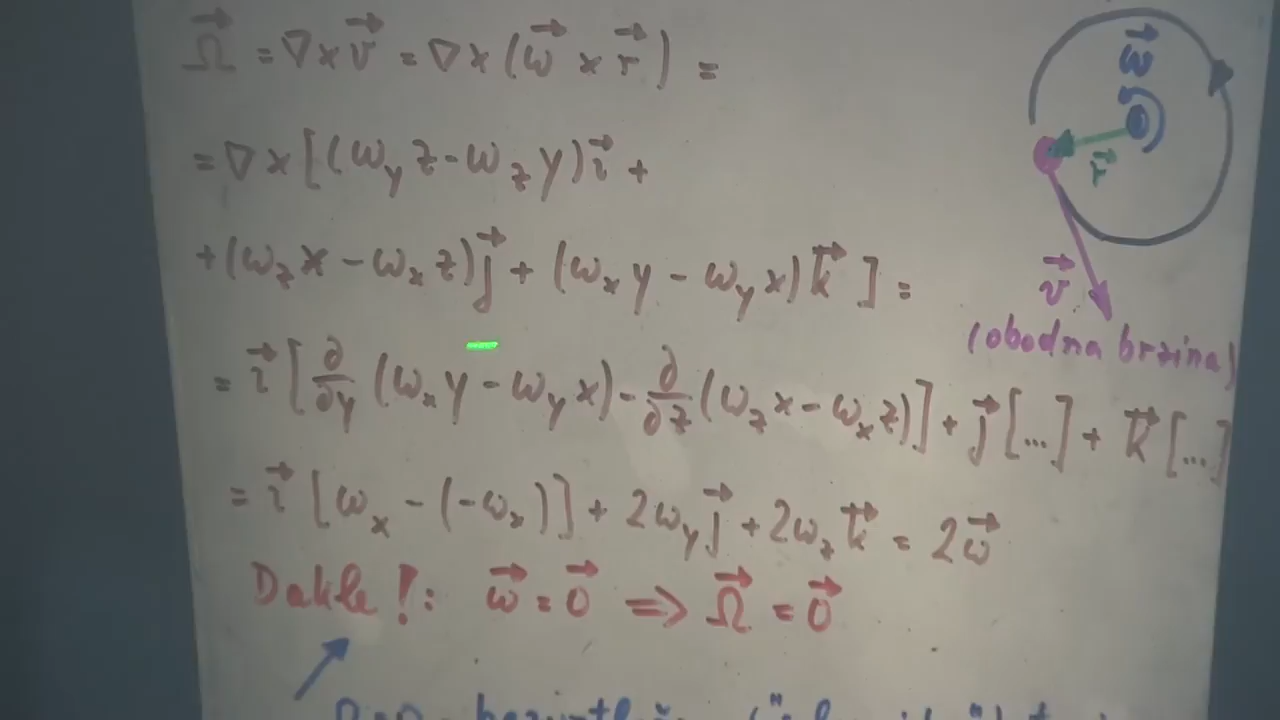 Ω⃗ = ∇ x v⃗ = ∇ x (ω⃗ x r⃗) =
= ∇ x [(ω_y z - ω_z y) i⃗ +
+ (ω_z x - ω_x z) j⃗ + (ω_x y - ω_y x) k⃗ ] =
= i⃗ [ ∂/∂y (ω_x y - ω_y x) - ∂/∂z (ω_z x - ω_x z)] + j⃗ [...] + k⃗ [...]
= i⃗ [ω_x - (-ω_x)] + 2ω_y j⃗ + 2ω_z k⃗ = 2ω⃗
Dakle !: ω⃗ = 0⃗ ⇒ Ω⃗ = 0⃗
ω⃗
r⃗
v⃗
(obodna brzina)